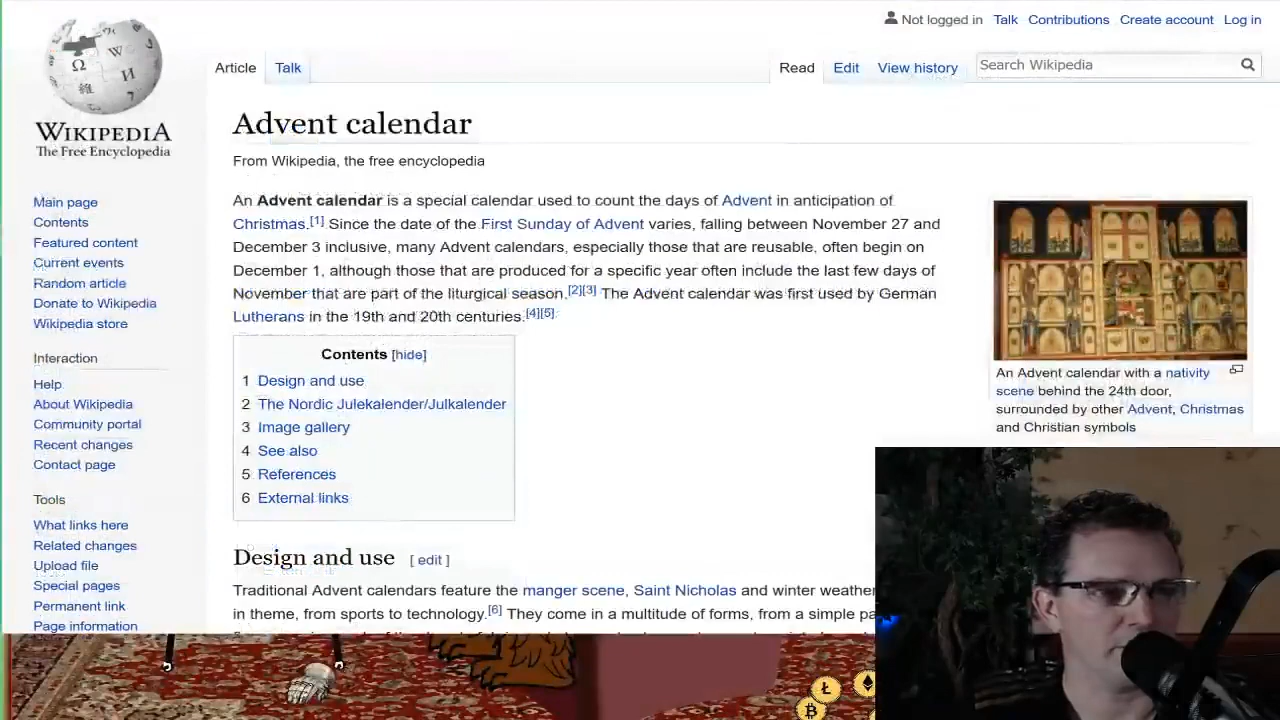 Not logged in Talk Contributions Create account Log in
Article Talk Read Edit View history Search Wikipedia
WIKIPEDIA
The Free Encyclopedia
Main page
Contents
Featured content
Current events
Random article
Donate to Wikipedia
Wikipedia store
Interaction
Help
About Wikipedia
Community portal
Recent changes
Contact page
Tools
What links here
Related changes
Upload file
Special pages
Permanent link
Page information
Advent calendar
From Wikipedia, the free encyclopedia
An Advent calendar is a special calendar used to count the days of Advent in anticipation of
Christmas.[1] Since the date of the First Sunday of Advent varies, falling between November 27 and
December 3 inclusive, many Advent calendars, especially those that are reusable, often begin on
December 1, although those that are produced for a specific year often include the last few days of
November that are part of the liturgical season.[2][3] The Advent calendar was first used by German
Lutherans in the 19th and 20th centuries.[4][5]
Contents [hide]
1 Design and use
2 The Nordic Julekalender/Julkalender
3 Image gallery
4 See also
5 References
6 External links
An Advent calendar with a nativity
scene behind the 24th door,
surrounded by other Advent, Christmas
and Christian symbols
Design and use [ edit ]
Traditional Advent calendars feature the manger scene, Saint Nicholas and winter weather
in theme, from sports to technology.[6] They come in a multitude of forms, from a simple